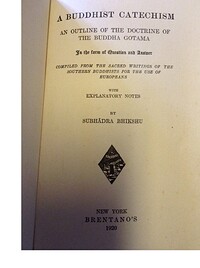 A BUDDHIST CATECHISM
AN OUTLINE OF THE DOCTRINE OF
THE BUDDHA GOTAMA
In the form of Question and Answer
COMPILED FROM THE SACRED WRITINGS OF THE
SOUTHERN BUDDHISTS FOR THE USE OF
EUROPEANS
WITH
EXPLANATORY NOTES
BY
SUBHÂDRA BHIKSHU
NEW YORK
BRENTANO'S
1920